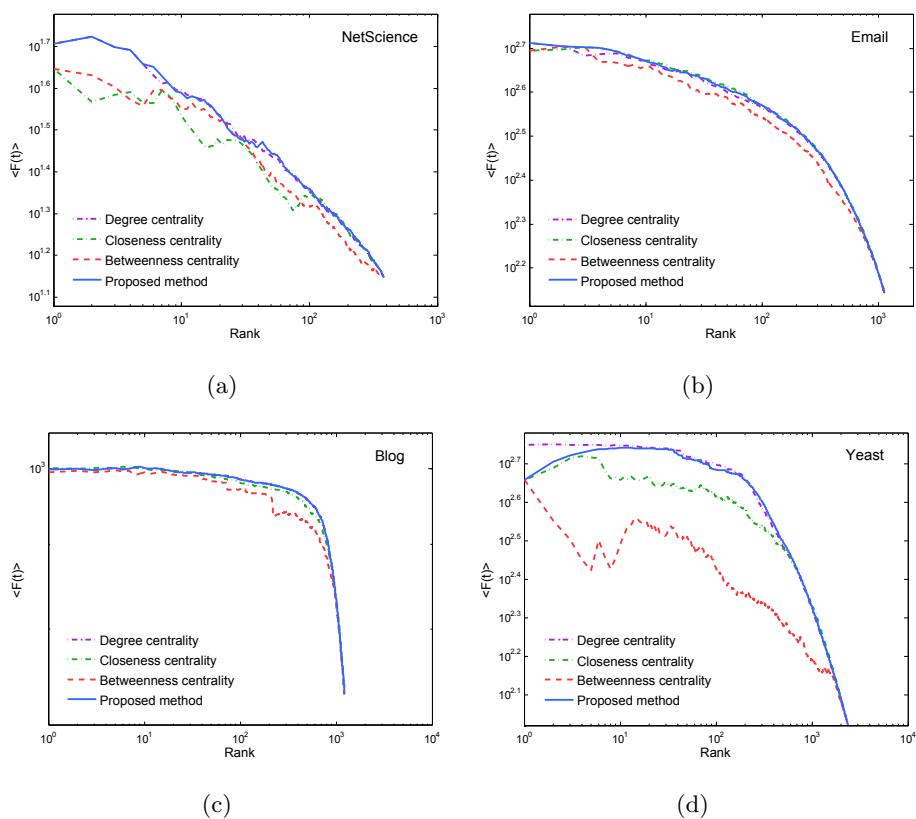 NetScience
<F(t)>
10^1.7
10^1.6
10^1.5
10^1.4
10^1.3
10^1.2
10^1.1
Degree centrality
Closeness centrality
Betweenness centrality
Proposed method
10^0 10^1 10^2 10^3
Rank
(a)
Email
<F(t)>
10^2.7
10^2.6
10^2.5
10^2.4
10^2.3
10^2.2
Degree centrality
Closeness centrality
Betweenness centrality
Proposed method
10^0 10^1 10^2 10^3
Rank
(b)
Blog
<F(t)>
10^3
Degree centrality
Closeness centrality
Betweenness centrality
Proposed method
10^0 10^1 10^2 10^3 10^4
Rank
(c)
Yeast
<F(t)>
10^2.7
10^2.6
10^2.5
10^2.4
10^2.3
10^2.2
10^2.1
Degree centrality
Closeness centrality
Betweenness centrality
Proposed method
10^0 10^1 10^2 10^3 10^4
Rank
(d)